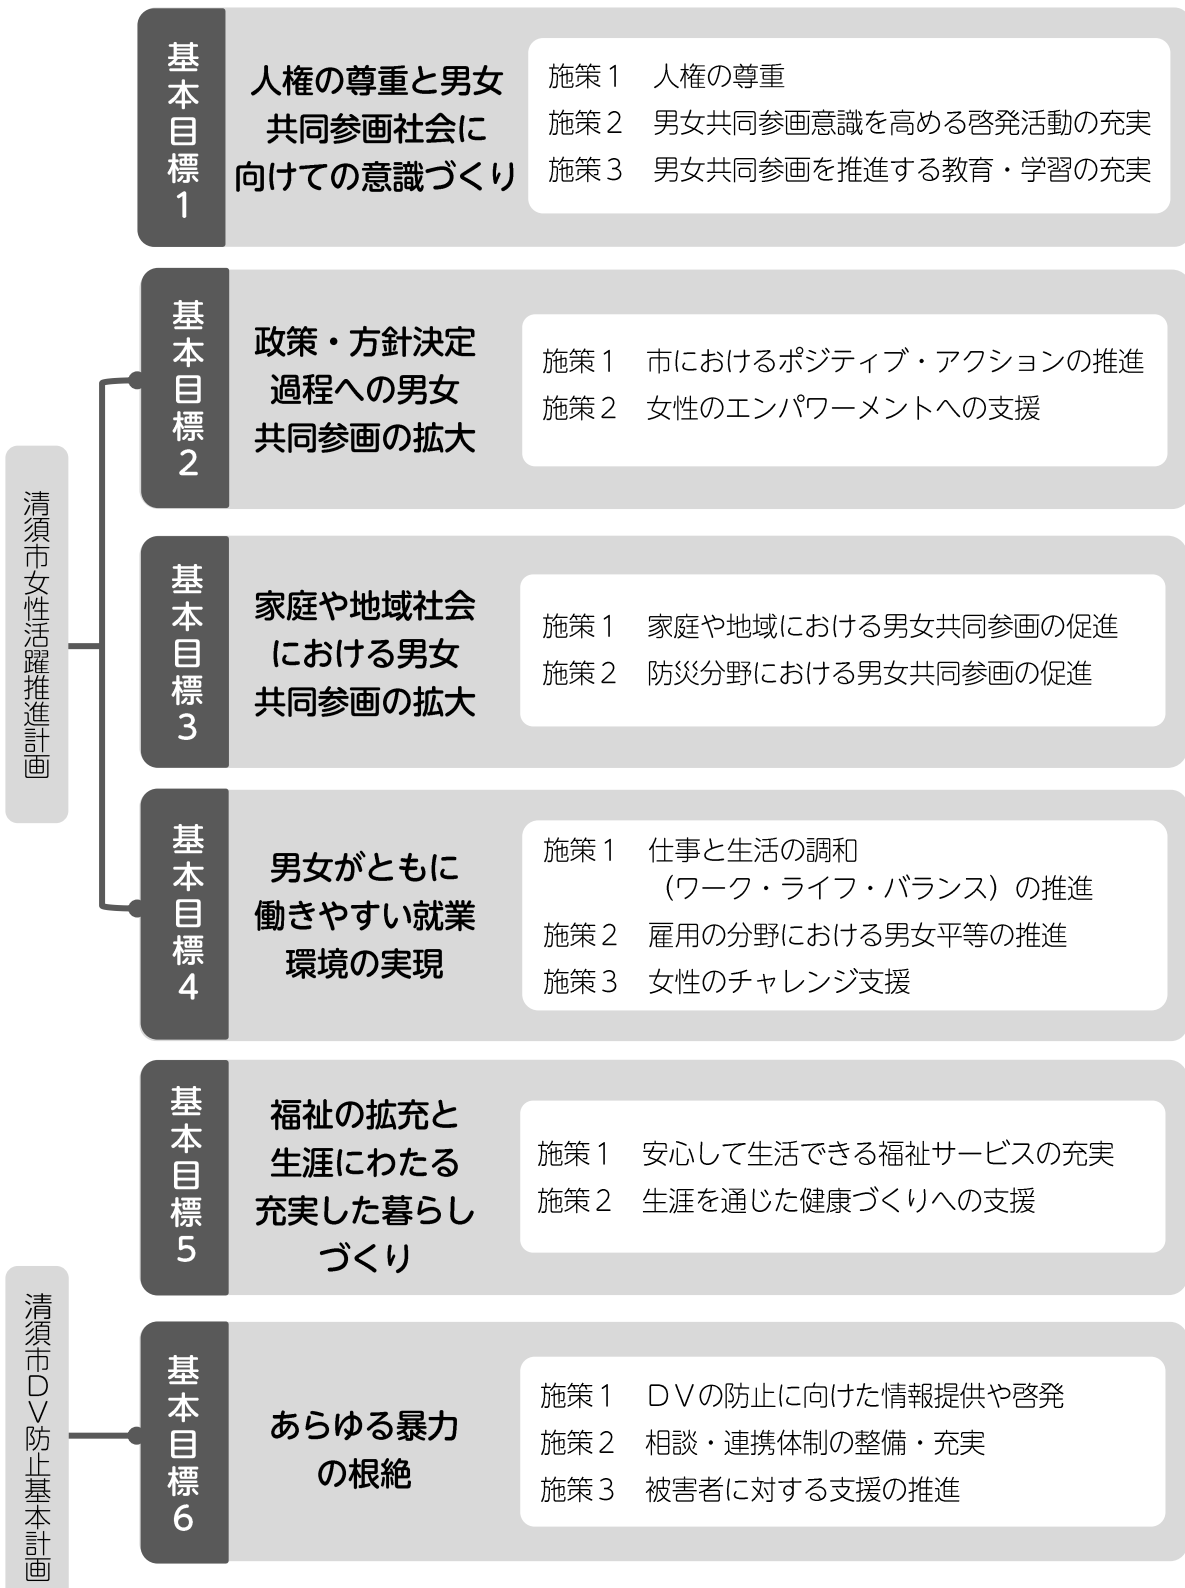 基本目標1
人権の尊重と男女
共同参画社会に
向けての意識づくり
施策1　人権の尊重
施策2　男女共同参画意識を高める啓発活動の充実
施策3　男女共同参画を推進する教育・学習の充実
清須市女性活躍推進計画
基本目標2
政策・方針決定
過程への男女
共同参画の拡大
施策1　市におけるポジティブ・アクションの推進
施策2　女性のエンパワーメントへの支援
基本目標3
家庭や地域社会
における男女
共同参画の拡大
施策1　家庭や地域における男女共同参画の促進
施策2　防災分野における男女共同参画の促進
基本目標4
男女がともに
働きやすい就業
環境の実現
施策1　仕事と生活の調和
（ワーク・ライフ・バランス）の推進
施策2　雇用の分野における男女平等の推進
施策3　女性のチャレンジ支援
基本目標5
福祉の拡充と
生涯にわたる
充実した暮らし
づくり
施策1　安心して生活できる福祉サービスの充実
施策2　生涯を通じた健康づくりへの支援
清須市ＤＶ防止基本計画
基本目標6
あらゆる暴力
の根絶
施策1　ＤＶの防止に向けた情報提供や啓発
施策2　相談・連携体制の整備・充実
施策3　被害者に対する支援の推進